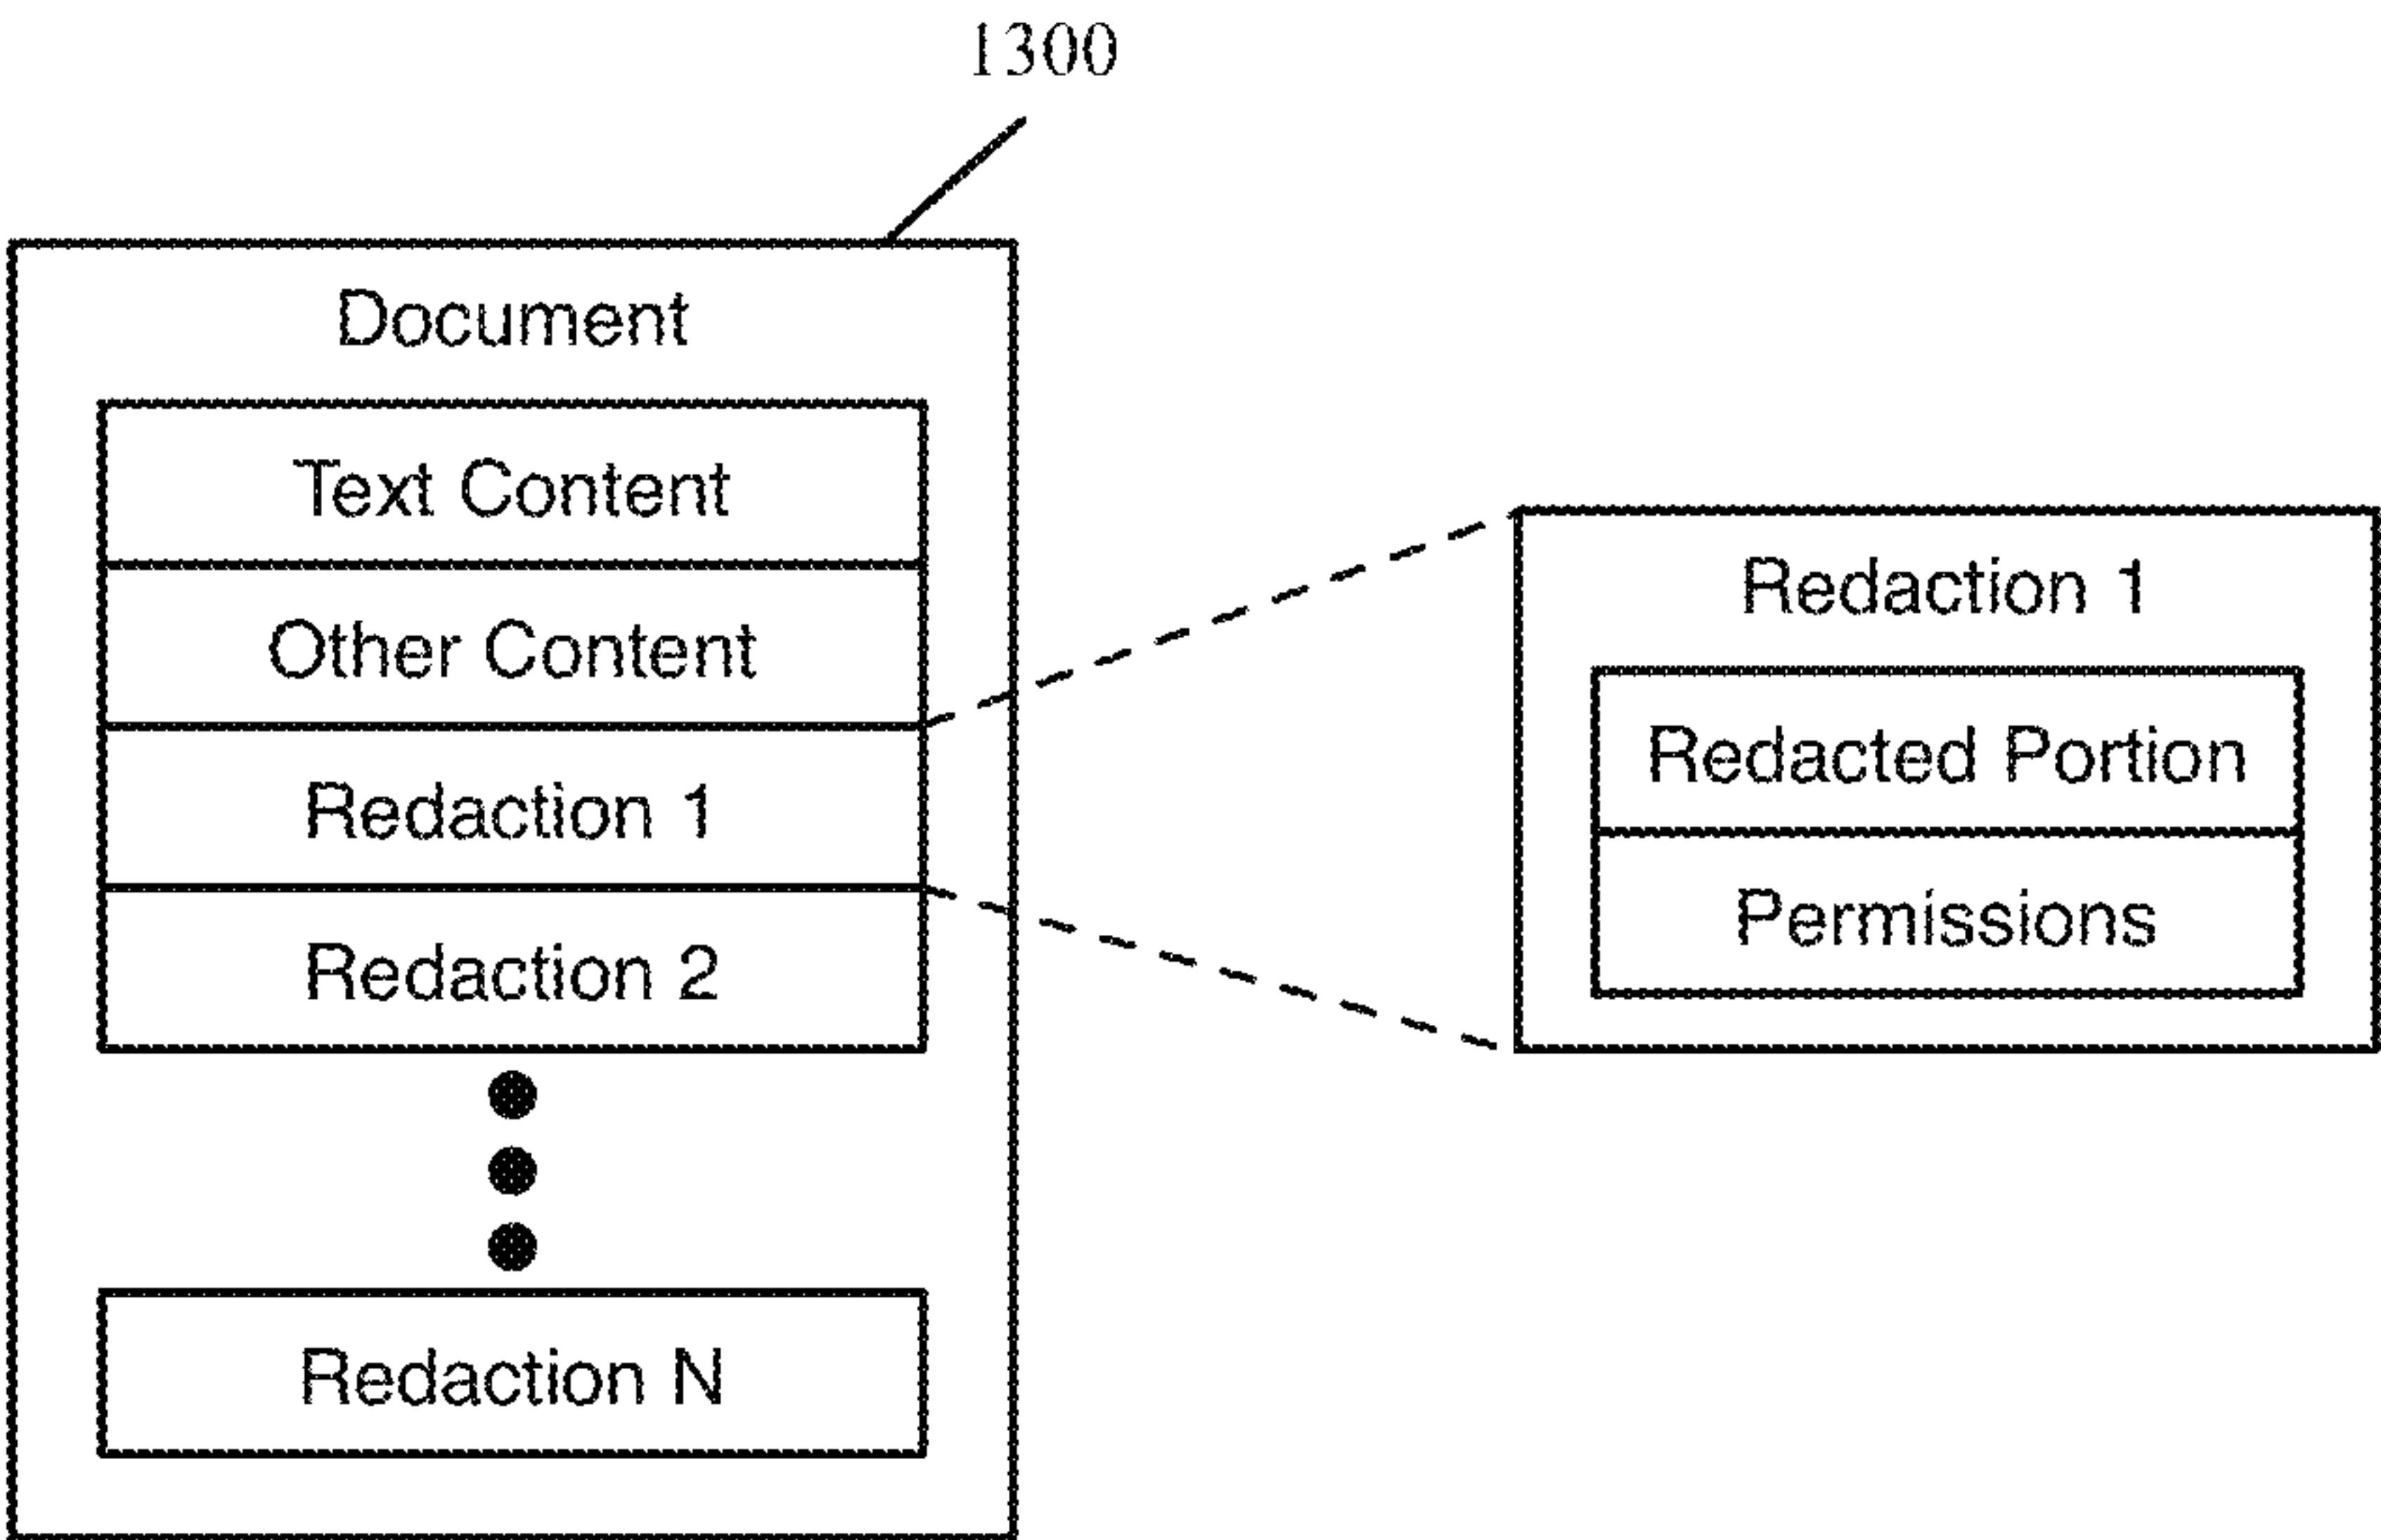 1300
Document
Text Content
Other Content
Redaction 1
Redaction 2
Redaction N
Redaction 1
Redacted Portion
Permissions